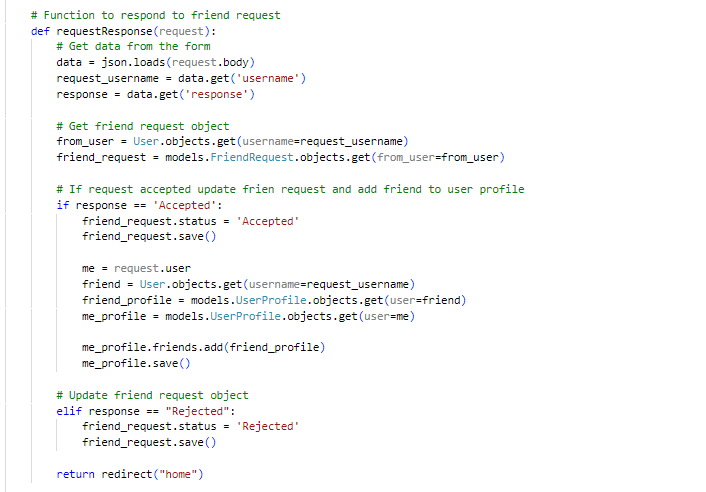 # Function to respond to friend request
def requestResponse(request):
# Get data from the form
data = json.loads(request.body)
request_username = data.get('username')
response = data.get('response')
# Get friend request object
from_user = User.objects.get(username=request_username)
friend_request = models.FriendRequest.objects.get(from_user=from_user)
# If request accepted update frien request and add friend to user profile
if response == 'Accepted':
friend_request.status = 'Accepted'
friend_request.save()
me = request.user
friend = User.objects.get(username=request_username)
friend_profile = models.UserProfile.objects.get(user=friend)
me_profile = models.UserProfile.objects.get(user=me)
me_profile.friends.add(friend_profile)
me_profile.save()
# Update friend request object
elif response == "Rejected":
friend_request.status = 'Rejected'
friend_request.save()
return redirect("home")